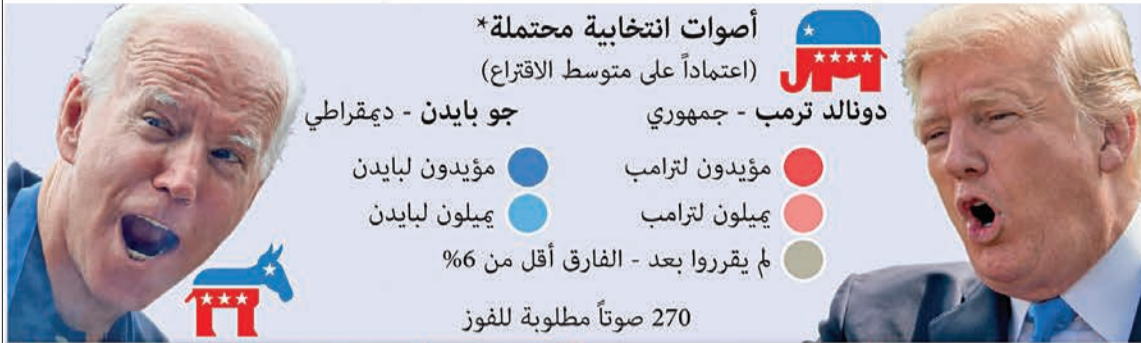 أصوات انتخابية محتملة*
(اعتماداً على متوسط الاقتراع)
دونالد ترمب - جمهوري
جو بايدن - ديمقراطي
مؤيدون لترامب
مؤيدون لبايدن
يميلون لترامب
يميلون لبايدن
لم يقرروا بعد - الفارق أقل من 6%
270 صوتاً مطلوبة للفوز